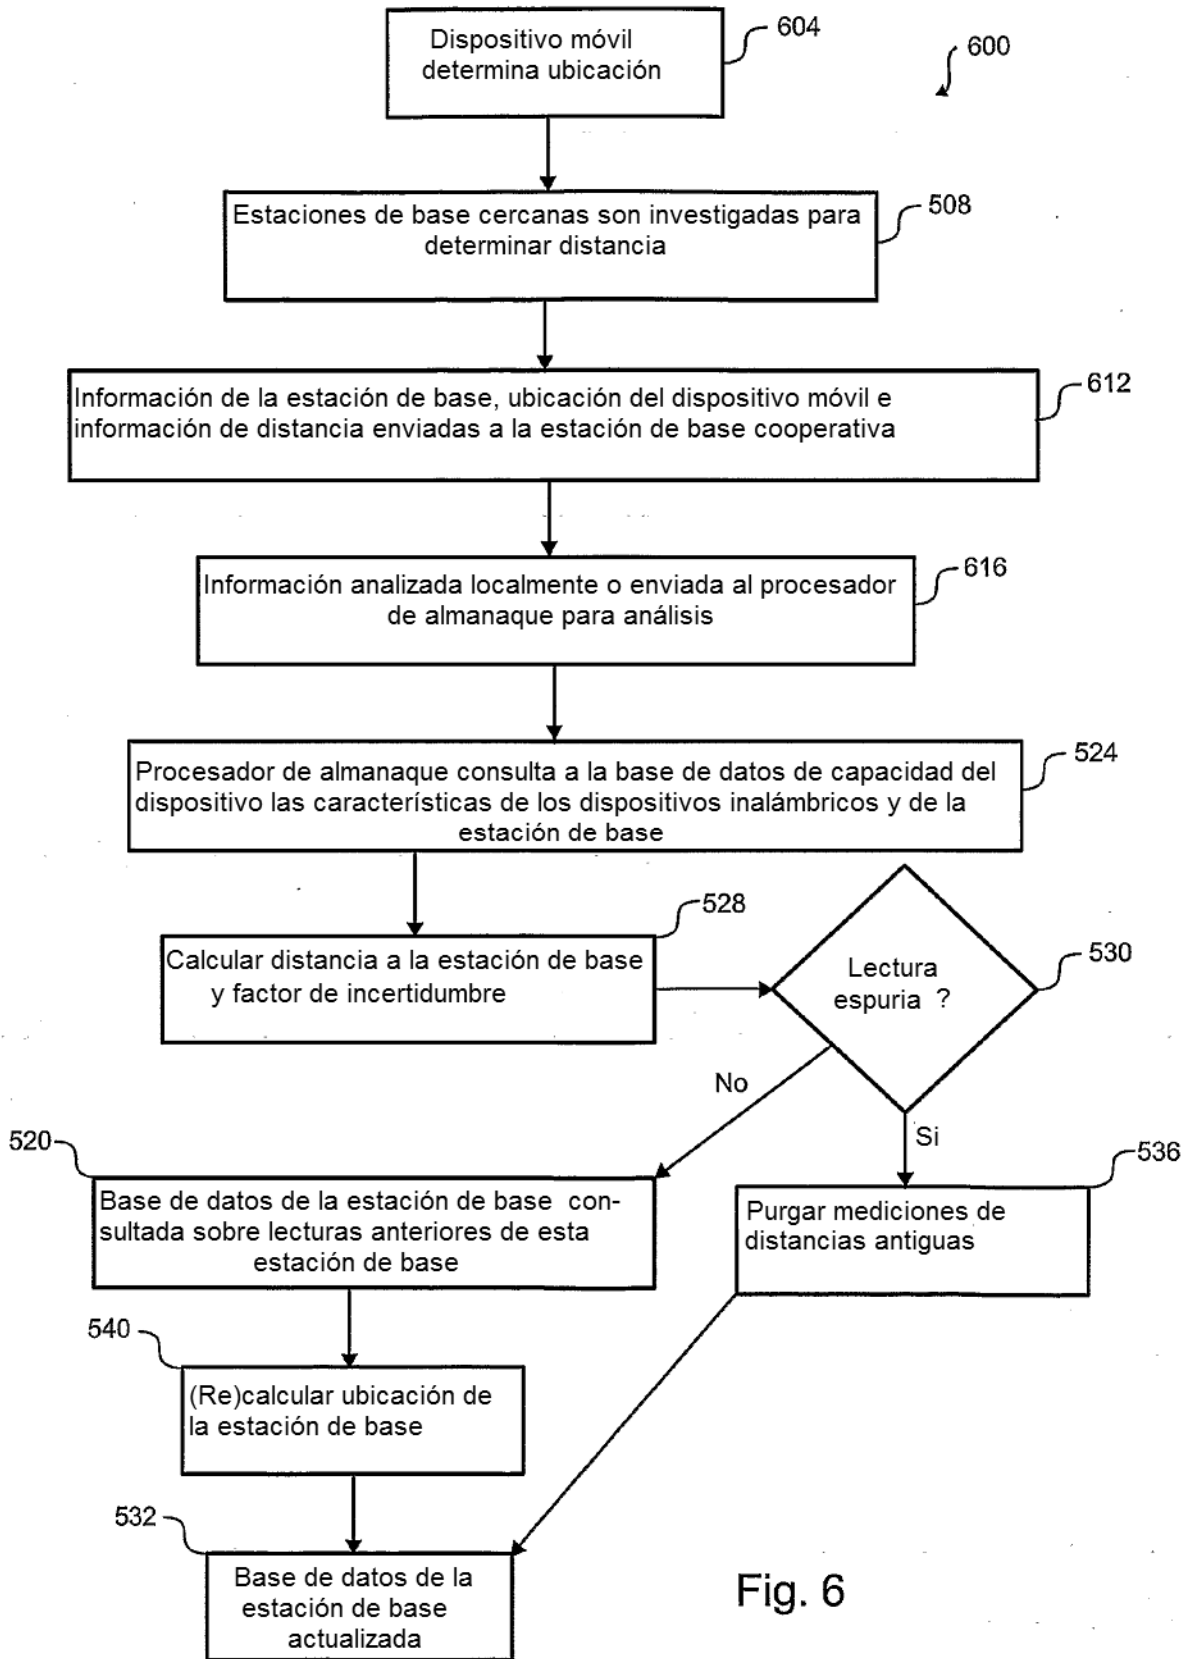 Dispositivo móvil
determina ubicación
604
600
Estaciones de base cercanas son investigadas para
determinar distancia
508
Información de la estación de base, ubicación del dispositivo móvil e
información de distancia enviadas a la estación de base cooperativa
612
Información analizada localmente o enviada al procesador
de almanaque para análisis
616
Procesador de almanaque consulta a la base de datos de capacidad del
dispositivo las características de los dispositivos inalámbricos y de la
estación de base
524
Calcular distancia a la estación de base
y factor de incertidumbre
528
Lectura
espuria ?
530
No
Si
520
Base de datos de la estación de base con-
sultada sobre lecturas anteriores de esta
estación de base
536
Purgar mediciones de
distancias antiguas
540
(Re)calcular ubicación de
la estación de base
532
Base de datos de la
estación de base
actualizada
Fig. 6